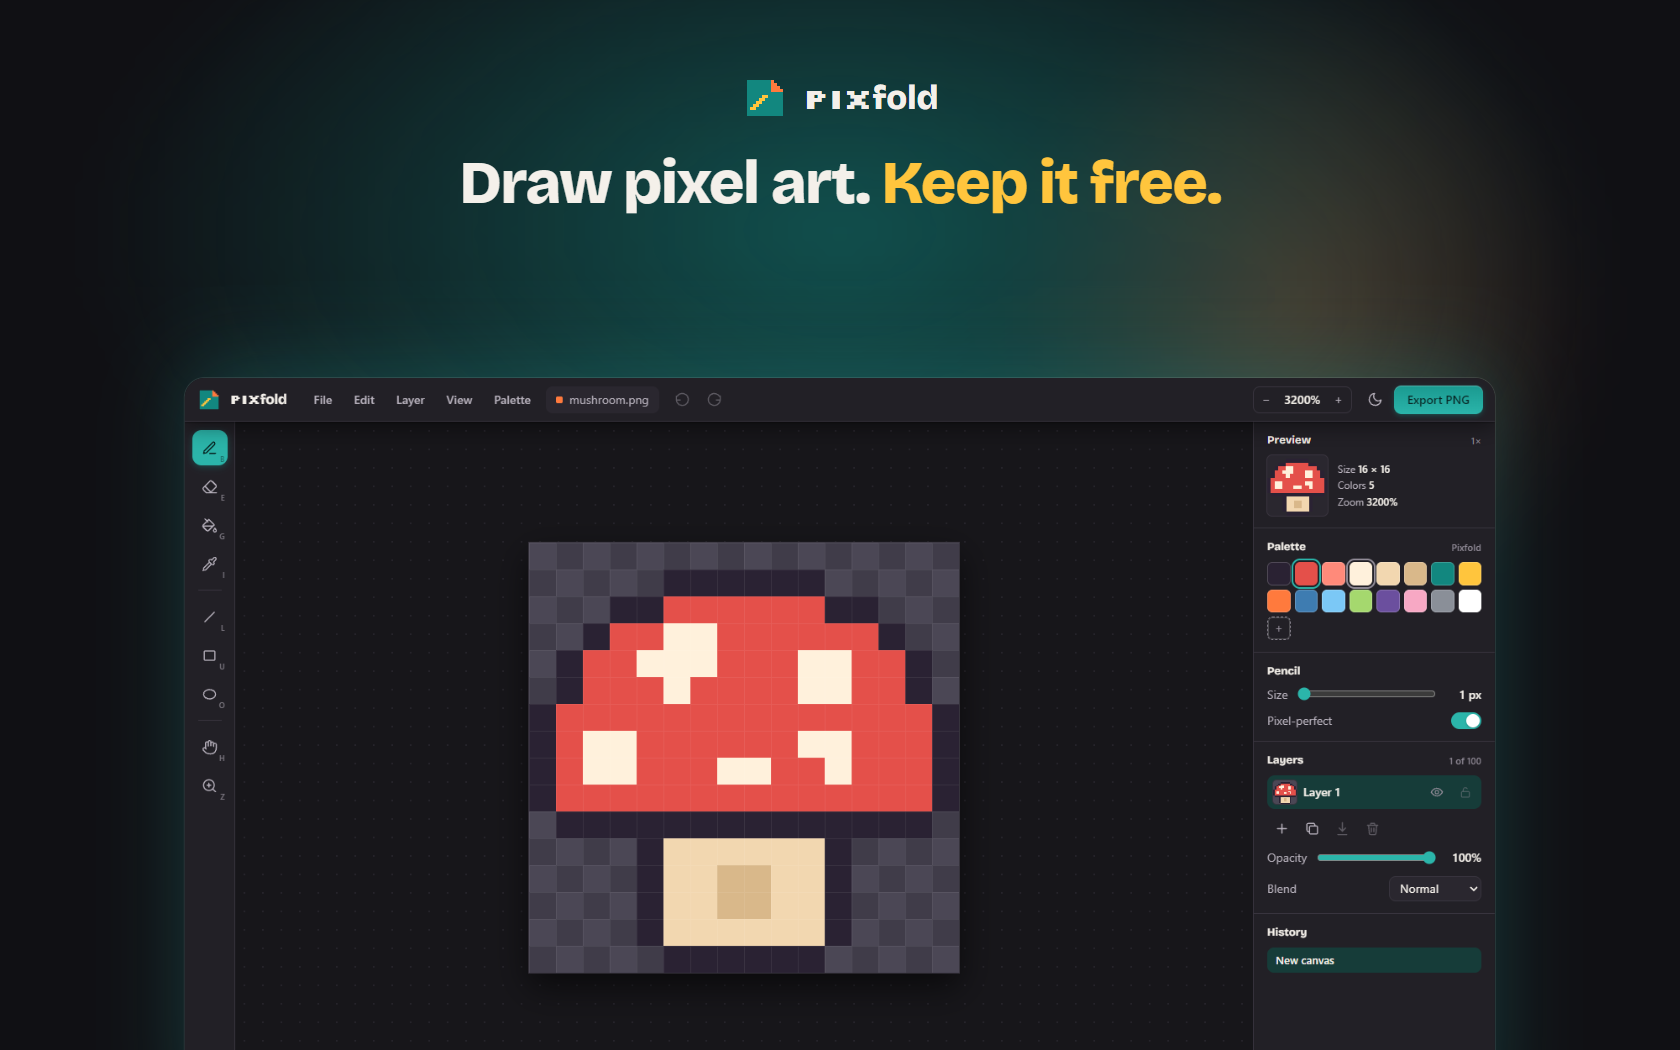 PIXfold
Draw pixel art. Keep it free.
PIXfold File Edit Layer View Palette mushroom.png − 3200% + Export PNG
B
E
G
I
L
U
O
H
Z
Preview 1×
Size 16 × 16
Colors 5
Zoom 3200%
Palette Pixfold
+
Pencil
Size 1 px
Pixel-perfect
Layers 1 of 100
Layer 1
Opacity 100%
Blend Normal
History
New canvas